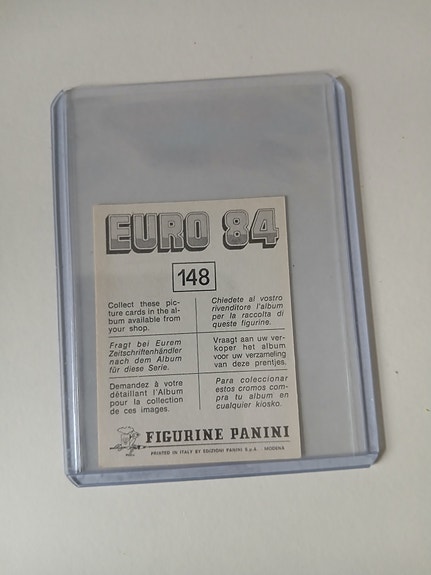 EURO 84
148
Collect these pic-
ture cards in the al-
bum available from
your shop.
Chiedete al vostro
rivenditore l'album
per la raccolta di
queste figurine.
Fragt bei Eurem
Zeitschriftenhändler
nach dem Album
für diese Serie.
Vraagt aan uw ver-
koper het album
voor uw verzameling
van deze prentjes.
Demandez à votre
détaillant l'Album
pour la collection
de ces images.
Para coleccionar
estos cromos com-
pra tu album en
cualquier kiosko.
FIGURINE PANINI
PRINTED IN ITALY BY EDIZIONI PANINI S.p.A. MODENA